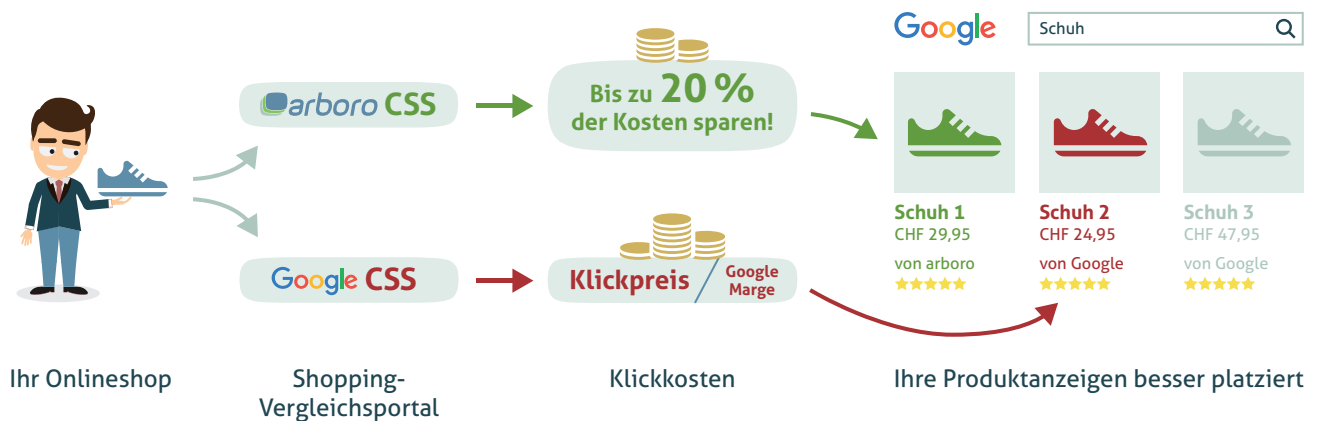 Google
Schuh
arboro CSS
Bis zu 20 %
der Kosten sparen!
Google CSS
Klickpreis
Google
Marge
Schuh 1
CHF 29,95
von arboro
Schuh 2
CHF 24,95
von Google
Schuh 3
CHF 47,95
von Google
Ihr Onlineshop
Shopping-
Vergleichsportal
Klickkosten
Ihre Produktanzeigen besser platziert